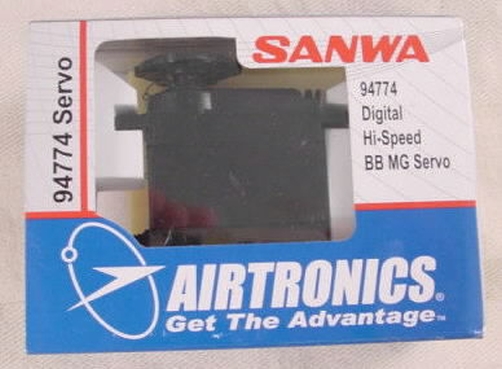 94774 Servo
SANWA
94774
Digital
Hi-Speed
BB MG Servo
AIRTRONICS®
Get The Advantage™